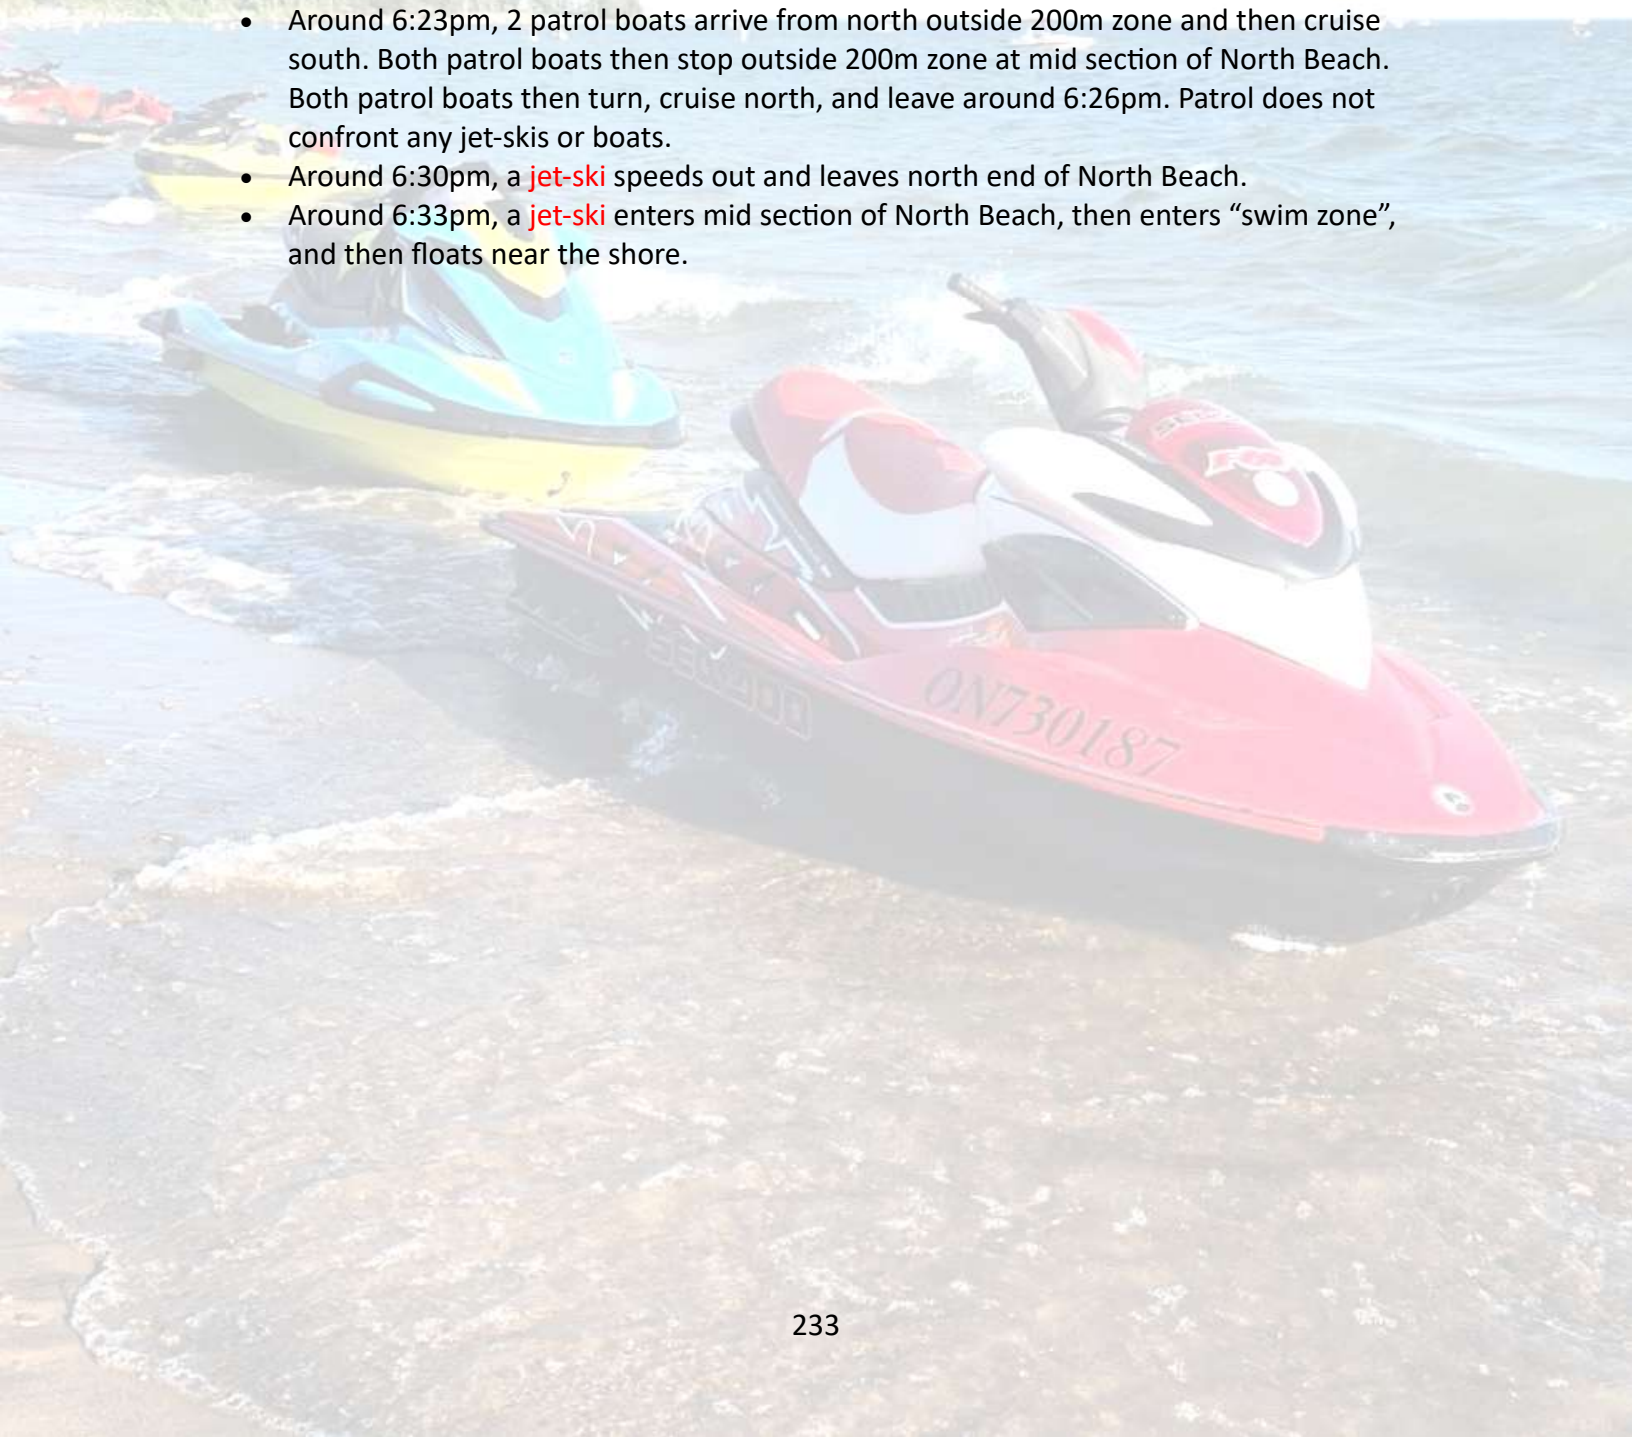 • Around 6:23pm, 2 patrol boats arrive from north outside 200m zone and then cruise
south. Both patrol boats then stop outside 200m zone at mid section of North Beach.
Both patrol boats then turn, cruise north, and leave around 6:26pm. Patrol does not
confront any jet-skis or boats.
• Around 6:30pm, a jet-ski speeds out and leaves north end of North Beach.
• Around 6:33pm, a jet-ski enters mid section of North Beach, then enters “swim zone”,
and then floats near the shore.
SEADOO
ON730187
233